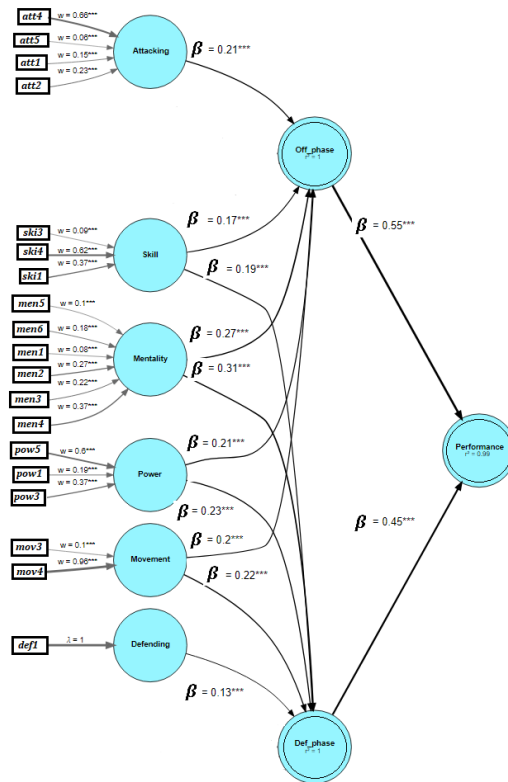 att4
w = 0.66***
att5
w = 0.06***
att1
w = 0.15***
att2
w = 0.23***
Attacking
β = 0.21***
Off_phase
r² = 1
ski3
w = 0.09***
ski4
w = 0.62***
ski1
w = 0.37***
Skill
β = 0.17***
β = 0.19***
β = 0.55***
men5
w = 0.1***
men6
w = 0.18***
men1
w = 0.08***
men2
w = 0.27***
men3
w = 0.22***
men4
w = 0.37***
Mentality
β = 0.27***
β = 0.31***
pow5
w = 0.6***
pow1
w = 0.19***
pow3
w = 0.37***
Power
β = 0.21***
β = 0.23***
Performance
r² = 0.99
mov3
w = 0.1***
mov4
w = 0.96***
Movement
β = 0.2***
β = 0.22***
β = 0.45***
def1
λ = 1
Defending
β = 0.13***
Def_phase
r² = 1